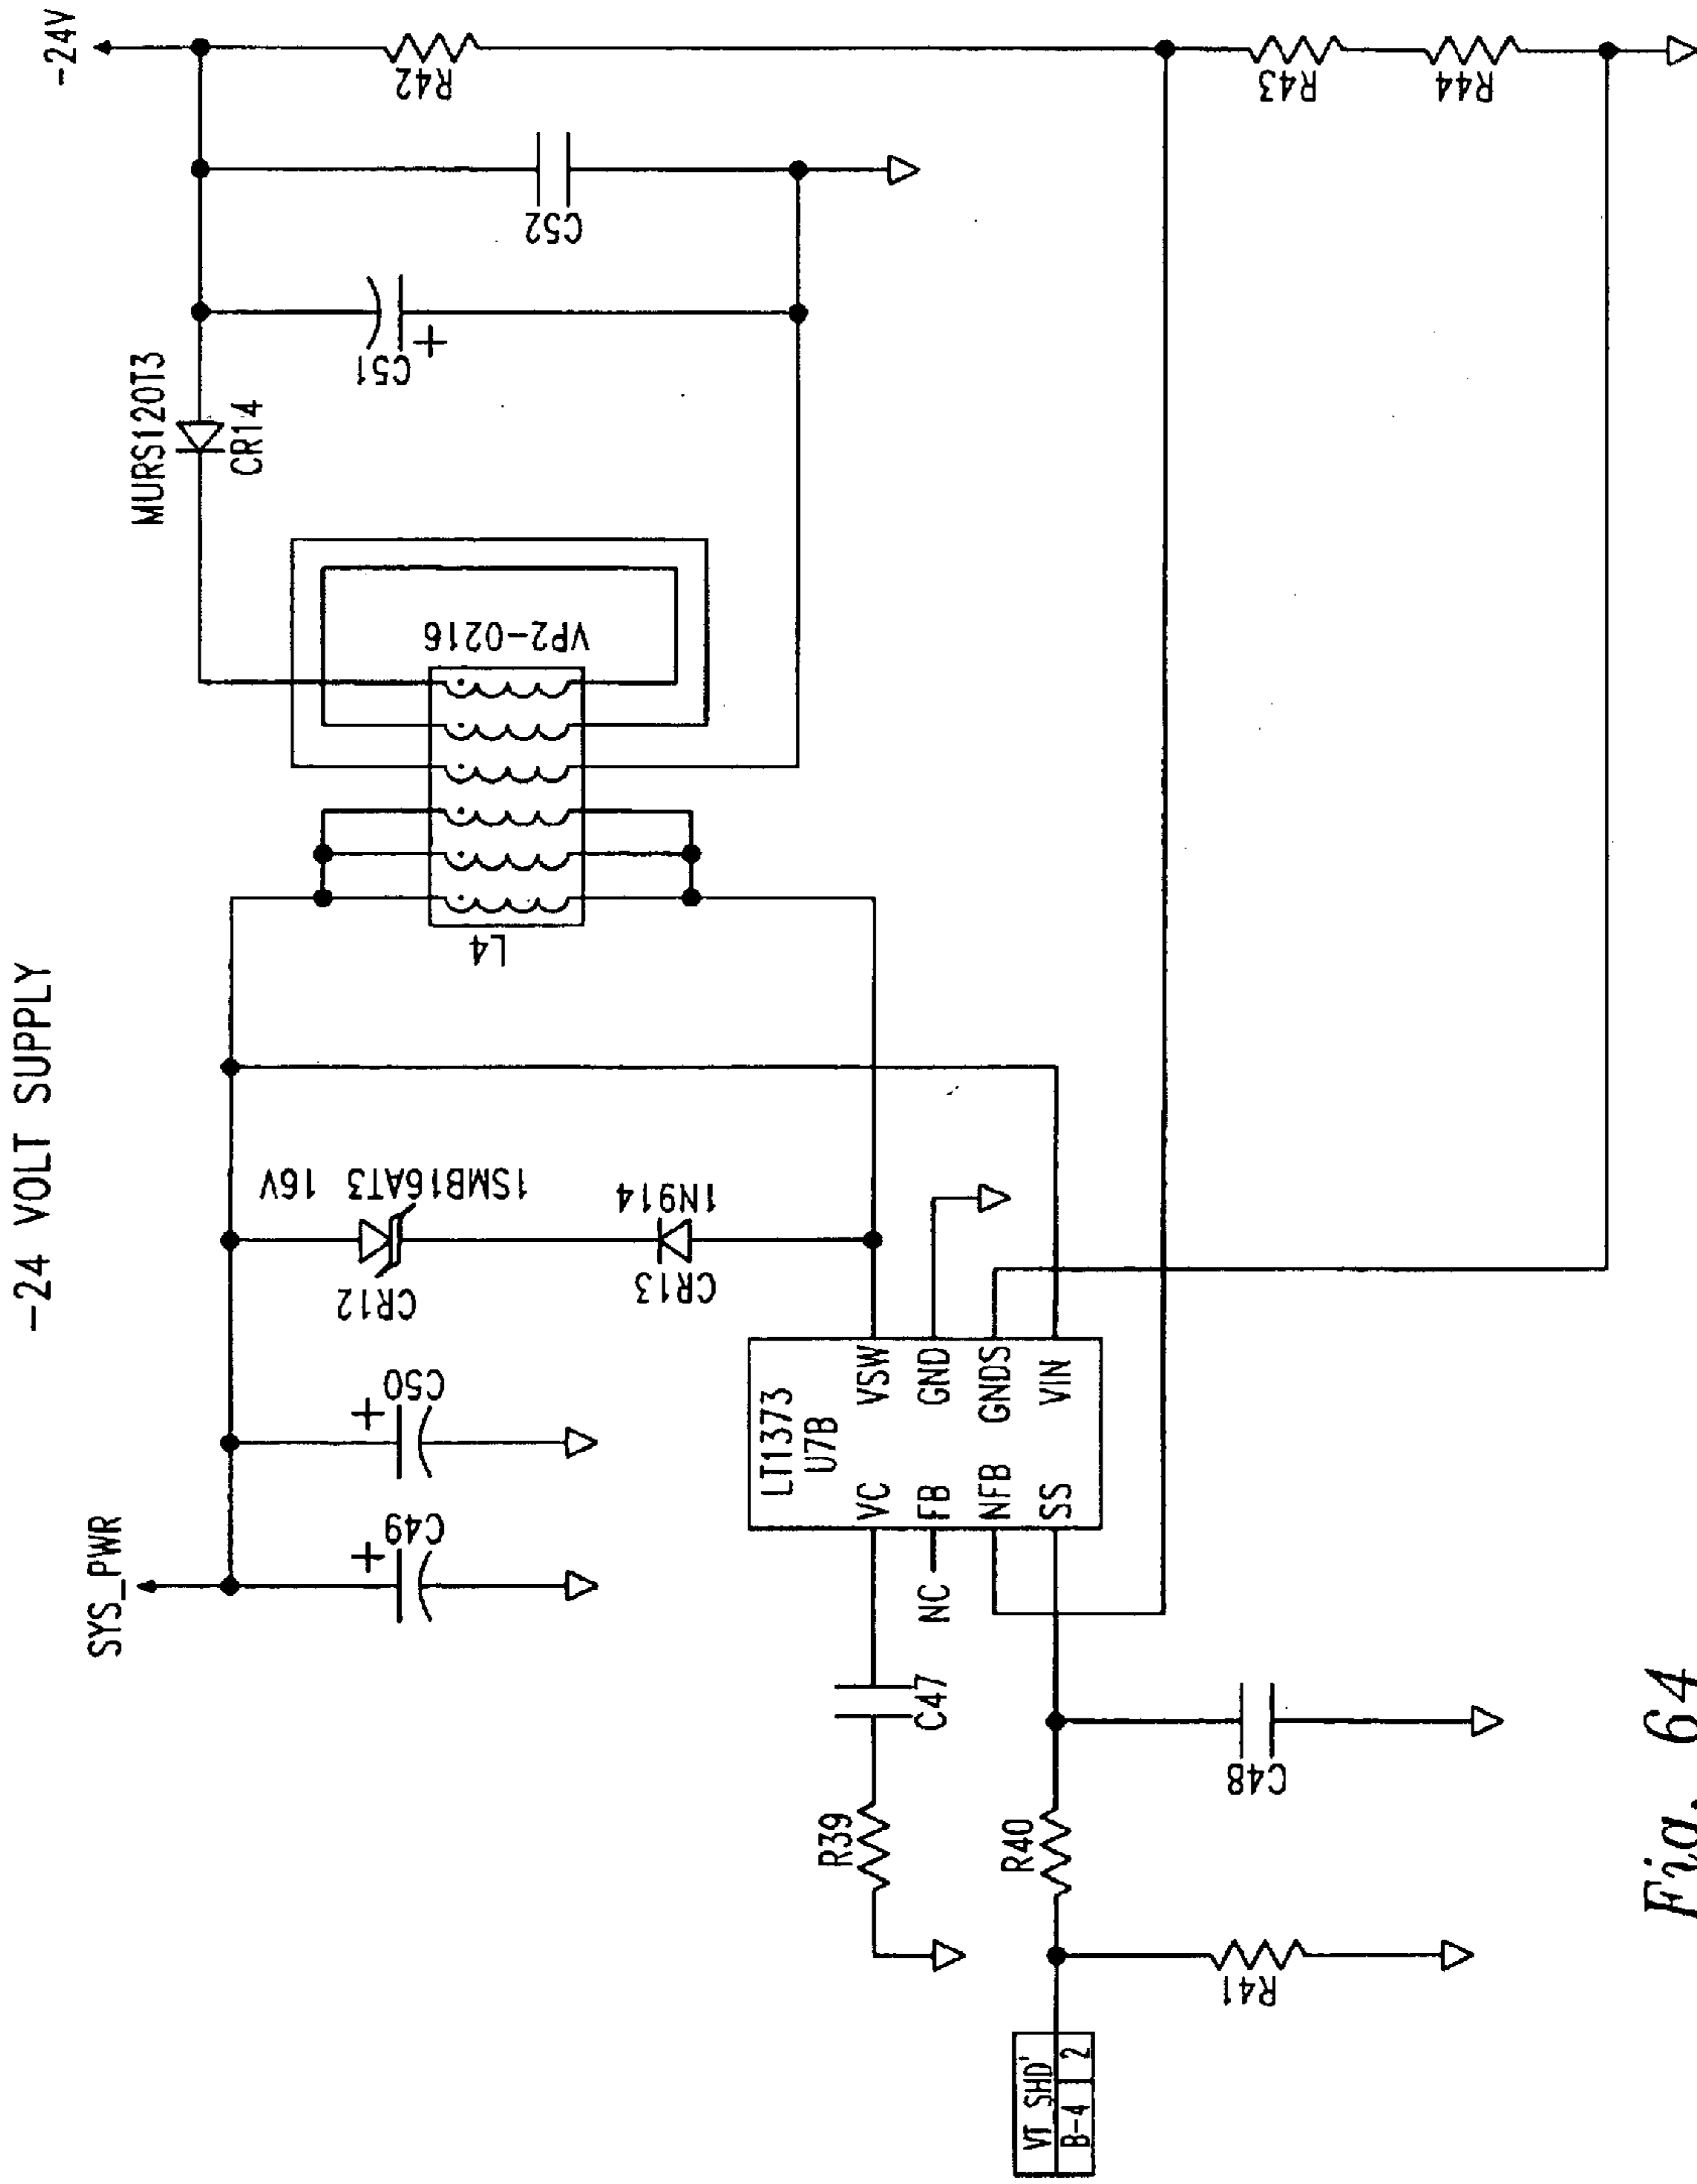 -24 VOLT SUPPLY
SYS_PWR
C49
+
C50
+
CR12
1SMB16AT3 16V
CR13
1N914
L4
VP2-0216
MURS120T3
CR14
C51
+
C52
-24V
R42
R43
R44
LT1373
U7B
VC
FB
NFB
SS
VSW
GND
GNDS
VIN
NC
C47
R39
R40
C48
R41
VT_SHD'
B-4
2
Fig. 64